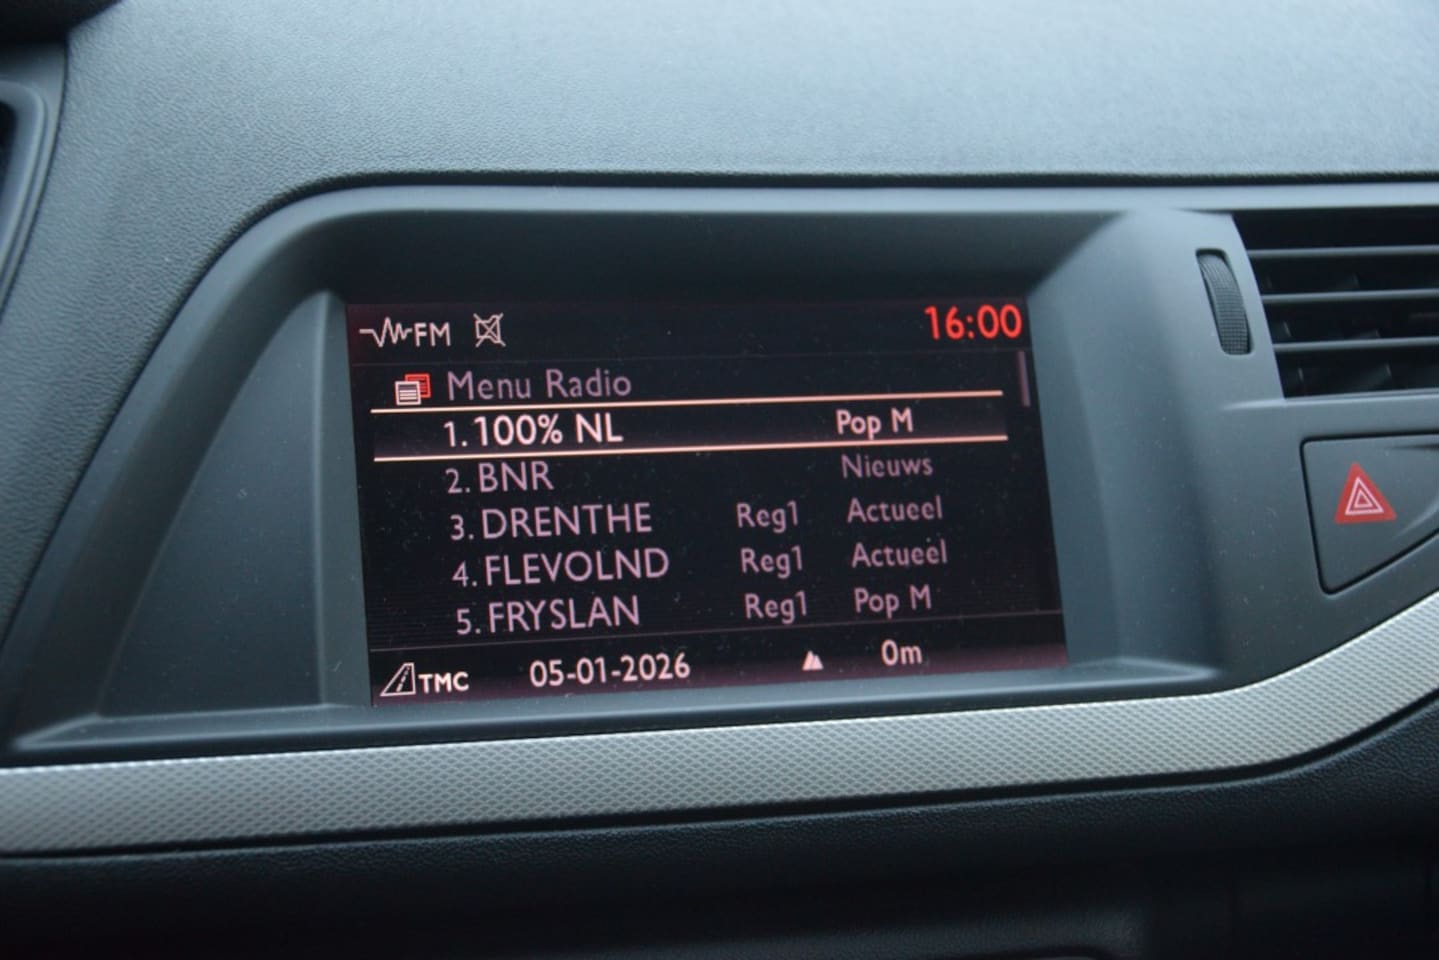 FM 16:00
Menu Radio
1. 100% NL Pop M
2. BNR Nieuws
3. DRENTHE Reg1 Actueel
4. FLEVOLND Reg1 Actueel
5. FRYSLAN Reg1 Pop M
TMC 05-01-2026 0m